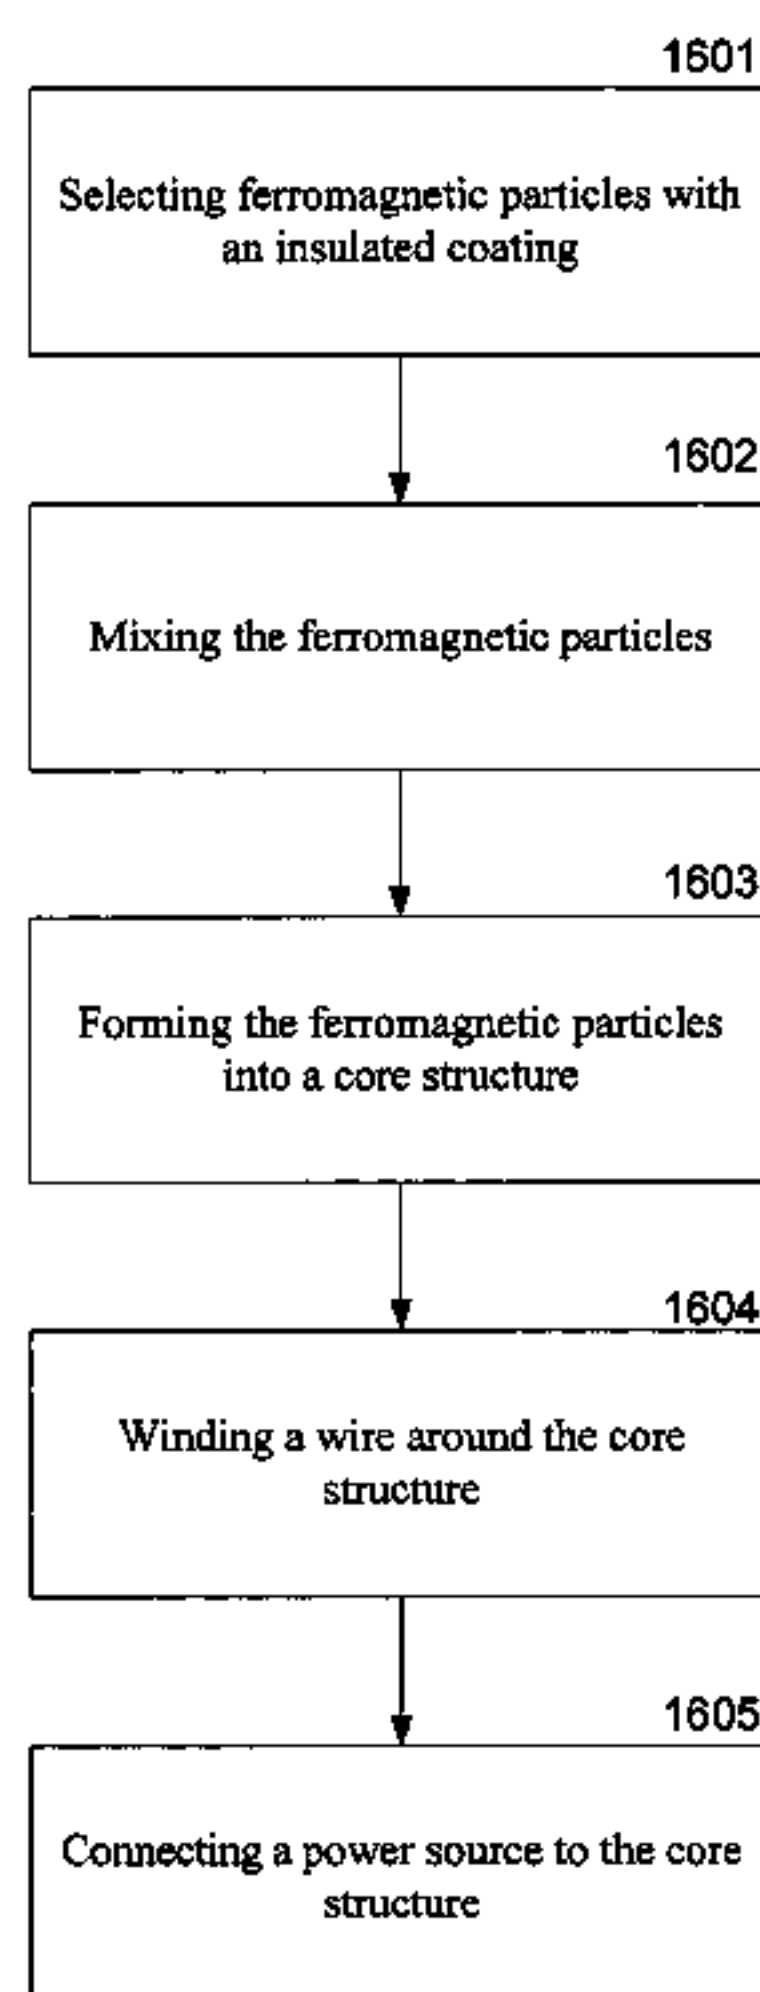 1601
Selecting ferromagnetic particles with
an insulated coating
1602
Mixing the ferromagnetic particles
1603
Forming the ferromagnetic particles
into a core structure
1604
Winding a wire around the core
structure
1605
Connecting a power source to the core
structure